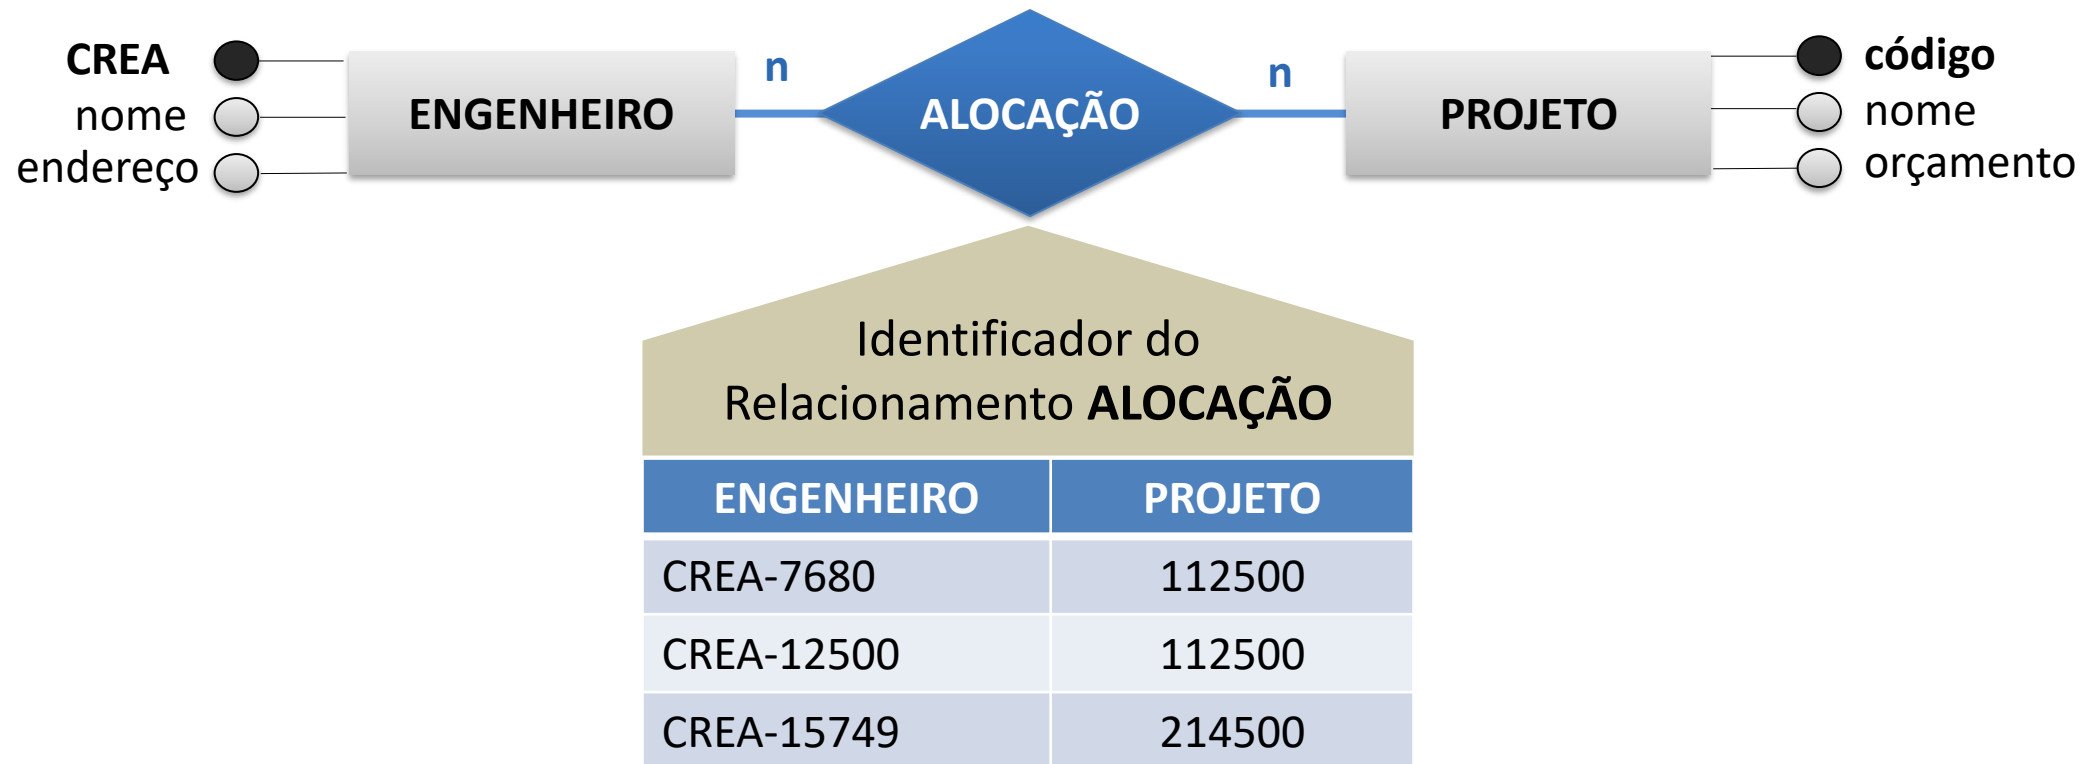 CREA
nome
endereço
ENGENHEIRO
n
ALOCAÇÃO
n
PROJETO
código
nome
orçamento
Identificador do
Relacionamento ALOCAÇÃO
ENGENHEIRO PROJETO
CREA-7680 112500
CREA-12500 112500
CREA-15749 214500